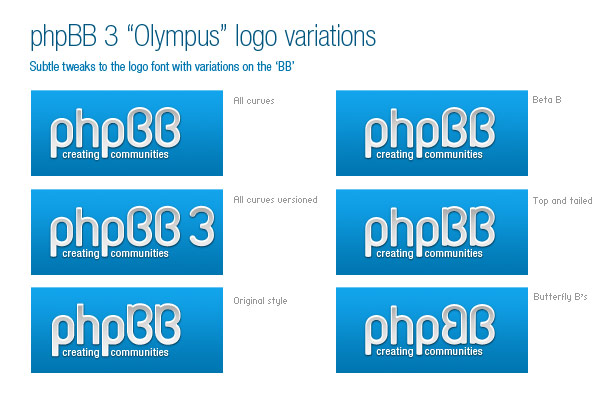 phpBB 3 “Olympus” logo variations
Subtle tweaks to the logo font with variations on the ‘BB’
phpBB
creating communities
All curves
phpBB
creating communities
Beta B
phpBB 3
creating communities
All curves versioned
phpBB
creating communities
Top and tailed
phpBB
creating communities
Original style
phpBB
creating communities
Butterfly B's